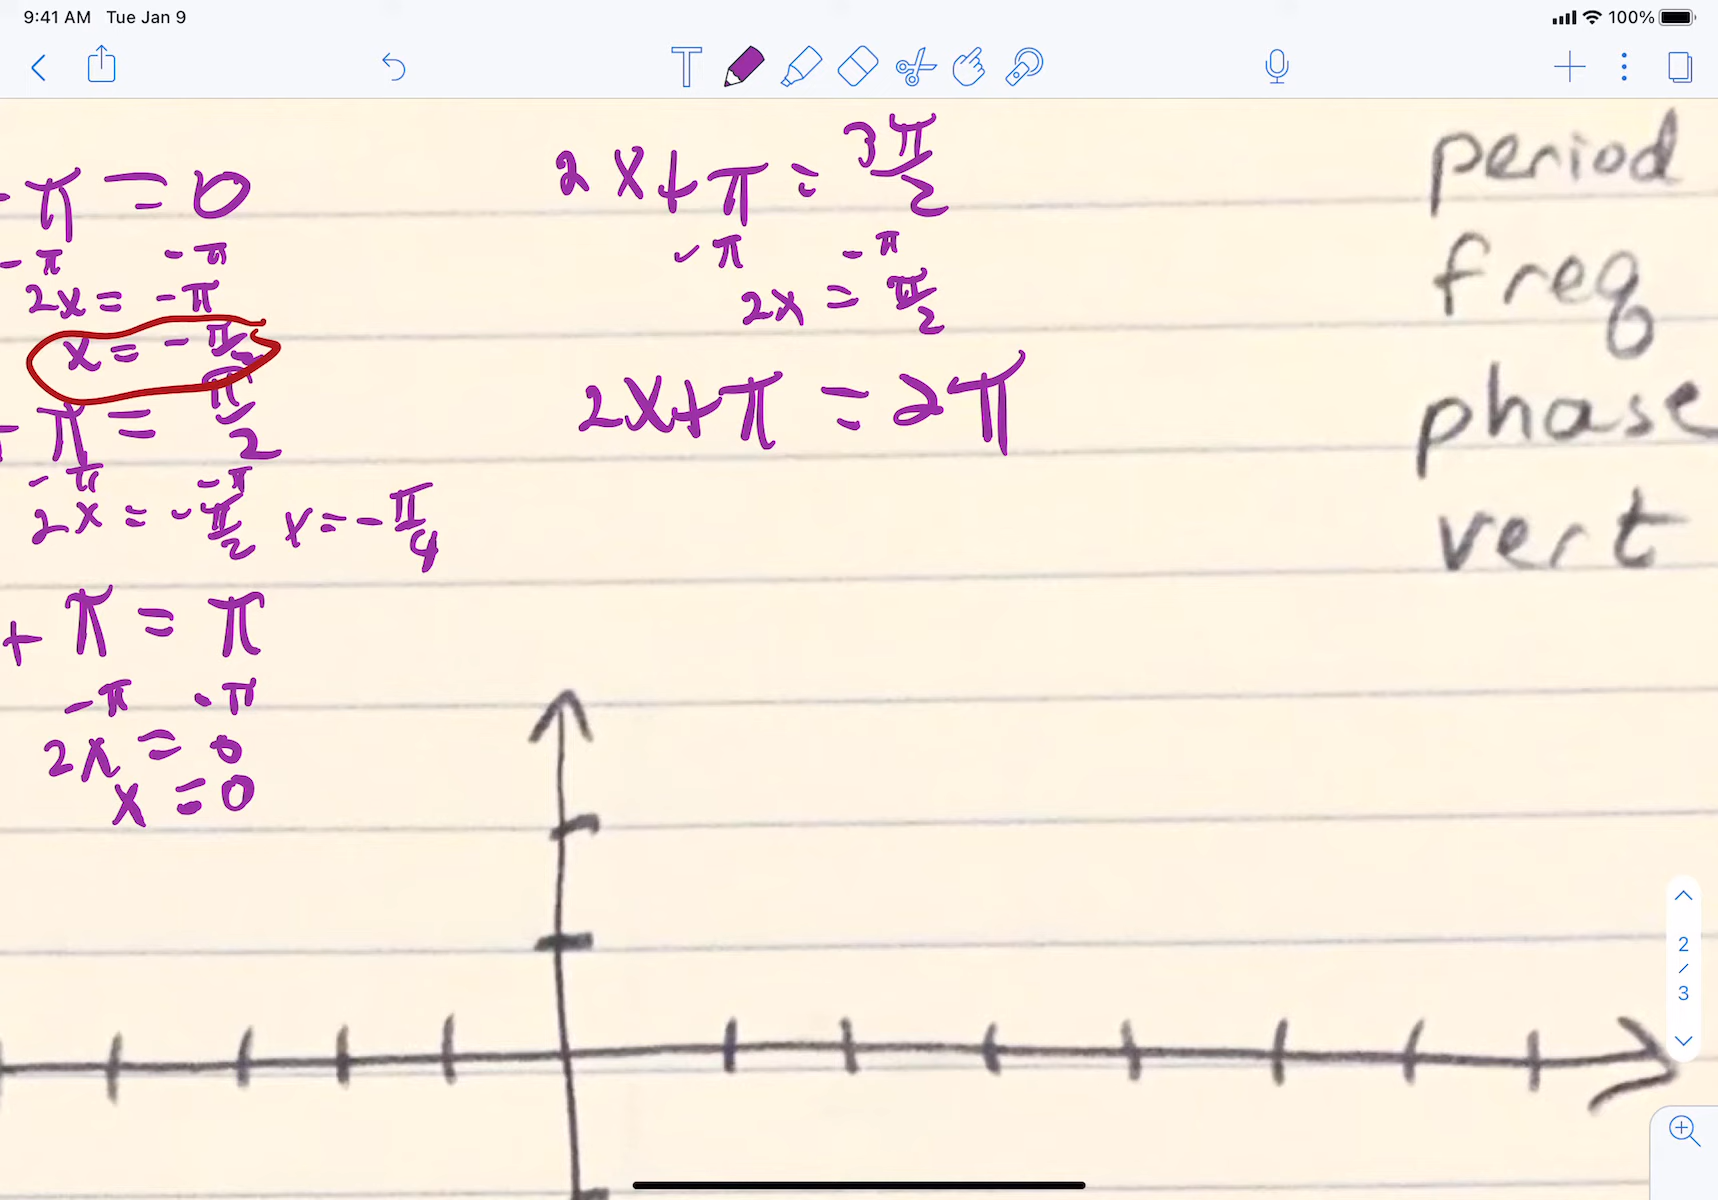 9:41 AM Tue Jan 9
100%
T
π = 0
-π -π
2x = -π
x = -π/2
+ π = π/2
-π -π
2x = -π/2 x = -π/4
+ π = π
-π -π
2x = 0
x = 0
2x + π = 3π/2
-π -π
2x = π/2
2x + π = 2π
period
freq
phase
vert
2
/
3